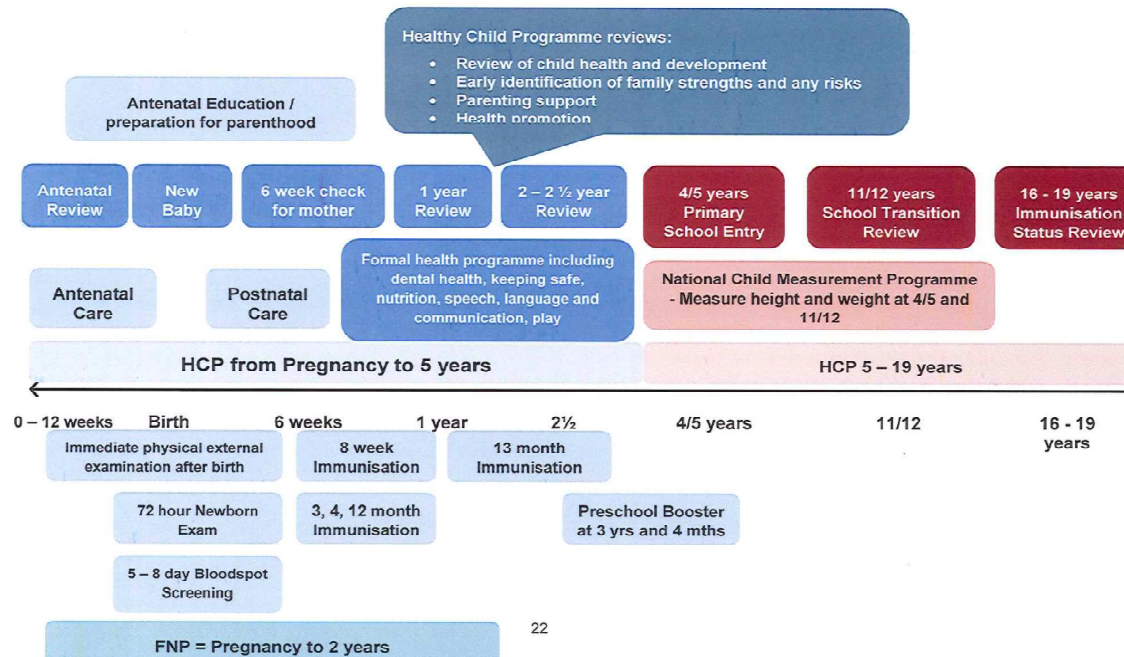 Healthy Child Programme reviews:
• Review of child health and development
• Early identification of family strengths and any risks
• Parenting support
• Health promotion
Antenatal Education /
preparation for parenthood
Antenatal
Review
New
Baby
6 week check
for mother
1 year
Review
2 – 2 ½ year
Review
4/5 years
Primary
School Entry
11/12 years
School Transition
Review
16 - 19 years
Immunisation
Status Review
Antenatal
Care
Postnatal
Care
Formal health programme including
dental health, keeping safe,
nutrition, speech, language and
communication, play
National Child Measurement Programme
- Measure height and weight at 4/5 and
11/12
HCP from Pregnancy to 5 years
HCP 5 – 19 years
0 – 12 weeks
Birth
6 weeks
1 year
2½
4/5 years
11/12
16 - 19
years
Immediate physical external
examination after birth
8 week
Immunisation
13 month
Immunisation
72 hour Newborn
Exam
3, 4, 12 month
Immunisation
Preschool Booster
at 3 yrs and 4 mths
5 – 8 day Bloodspot
Screening
22
FNP = Pregnancy to 2 years